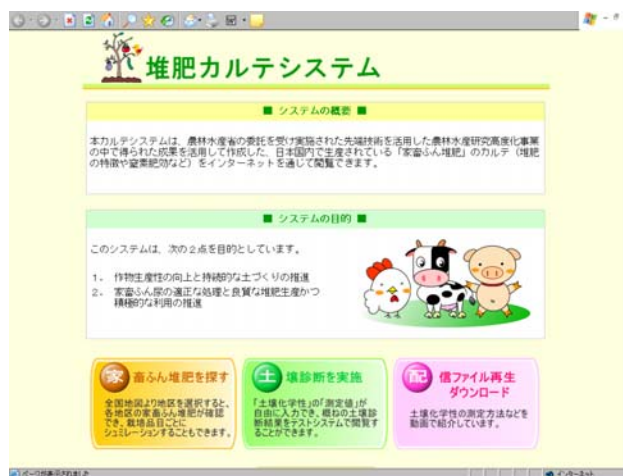 堆肥カルテシステム
■ システムの概要 ■
本カルテシステムは、農林水産省の委託を受け実施された先端技術を活用した農林水産研究高度化事業
の中で得られた成果を活用して作成した、日本国内で生産されている「家畜ふん堆肥」のカルテ（堆肥
の特徴や窒素肥効など）をインターネットを通じて閲覧できます。
■ システムの目的 ■
このシステムは、次の２点を目的としています。
１、 作物生産性の向上と持続的な土づくりの推進
２、 家畜ふん尿の適正な処理と良質な堆肥生産かつ
積極的な利用の推進
家畜ふん堆肥を探す
全国地図より地区を選択すると、
各地区の家畜ふん堆肥が確認
でき、栽培品目ごとに
シュミレーションすることもできます。
土壌診断を実施
「土壌化学性」の「測定値」が
自由に入力でき、概ねの土壌診
断結果をテストシステムで閲覧す
ることができます。
配信ファイル再生
ダウンロード
土壌化学性の測定方法などを
動画で紹介しています。
ページが表示されました
インターネット